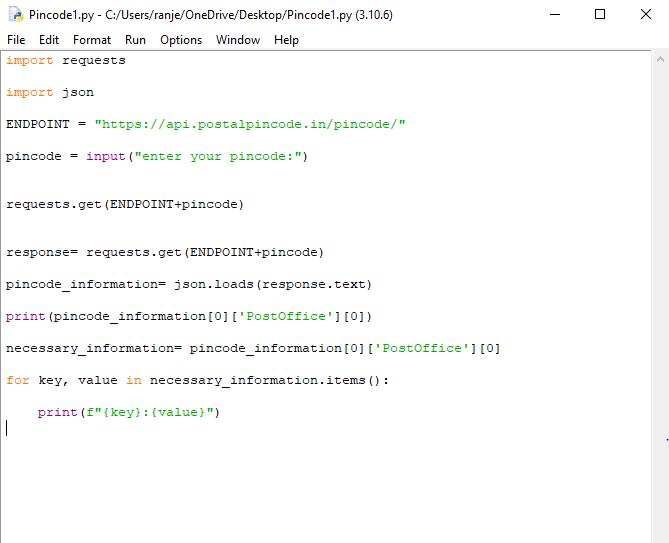 Pincode1.py - C:/Users/ranje/OneDrive/Desktop/Pincode1.py (3.10.6)
File Edit Format Run Options Window Help
import requests
import json
ENDPOINT = "https://api.postalpincode.in/pincode/"
pincode = input("enter your pincode:")
requests.get(ENDPOINT+pincode)
response= requests.get(ENDPOINT+pincode)
pincode_information= json.loads(response.text)
print(pincode_information[0]['PostOffice'][0])
necessary_information= pincode_information[0]['PostOffice'][0]
for key, value in necessary_information.items():
    print(f"{key}:{value}")